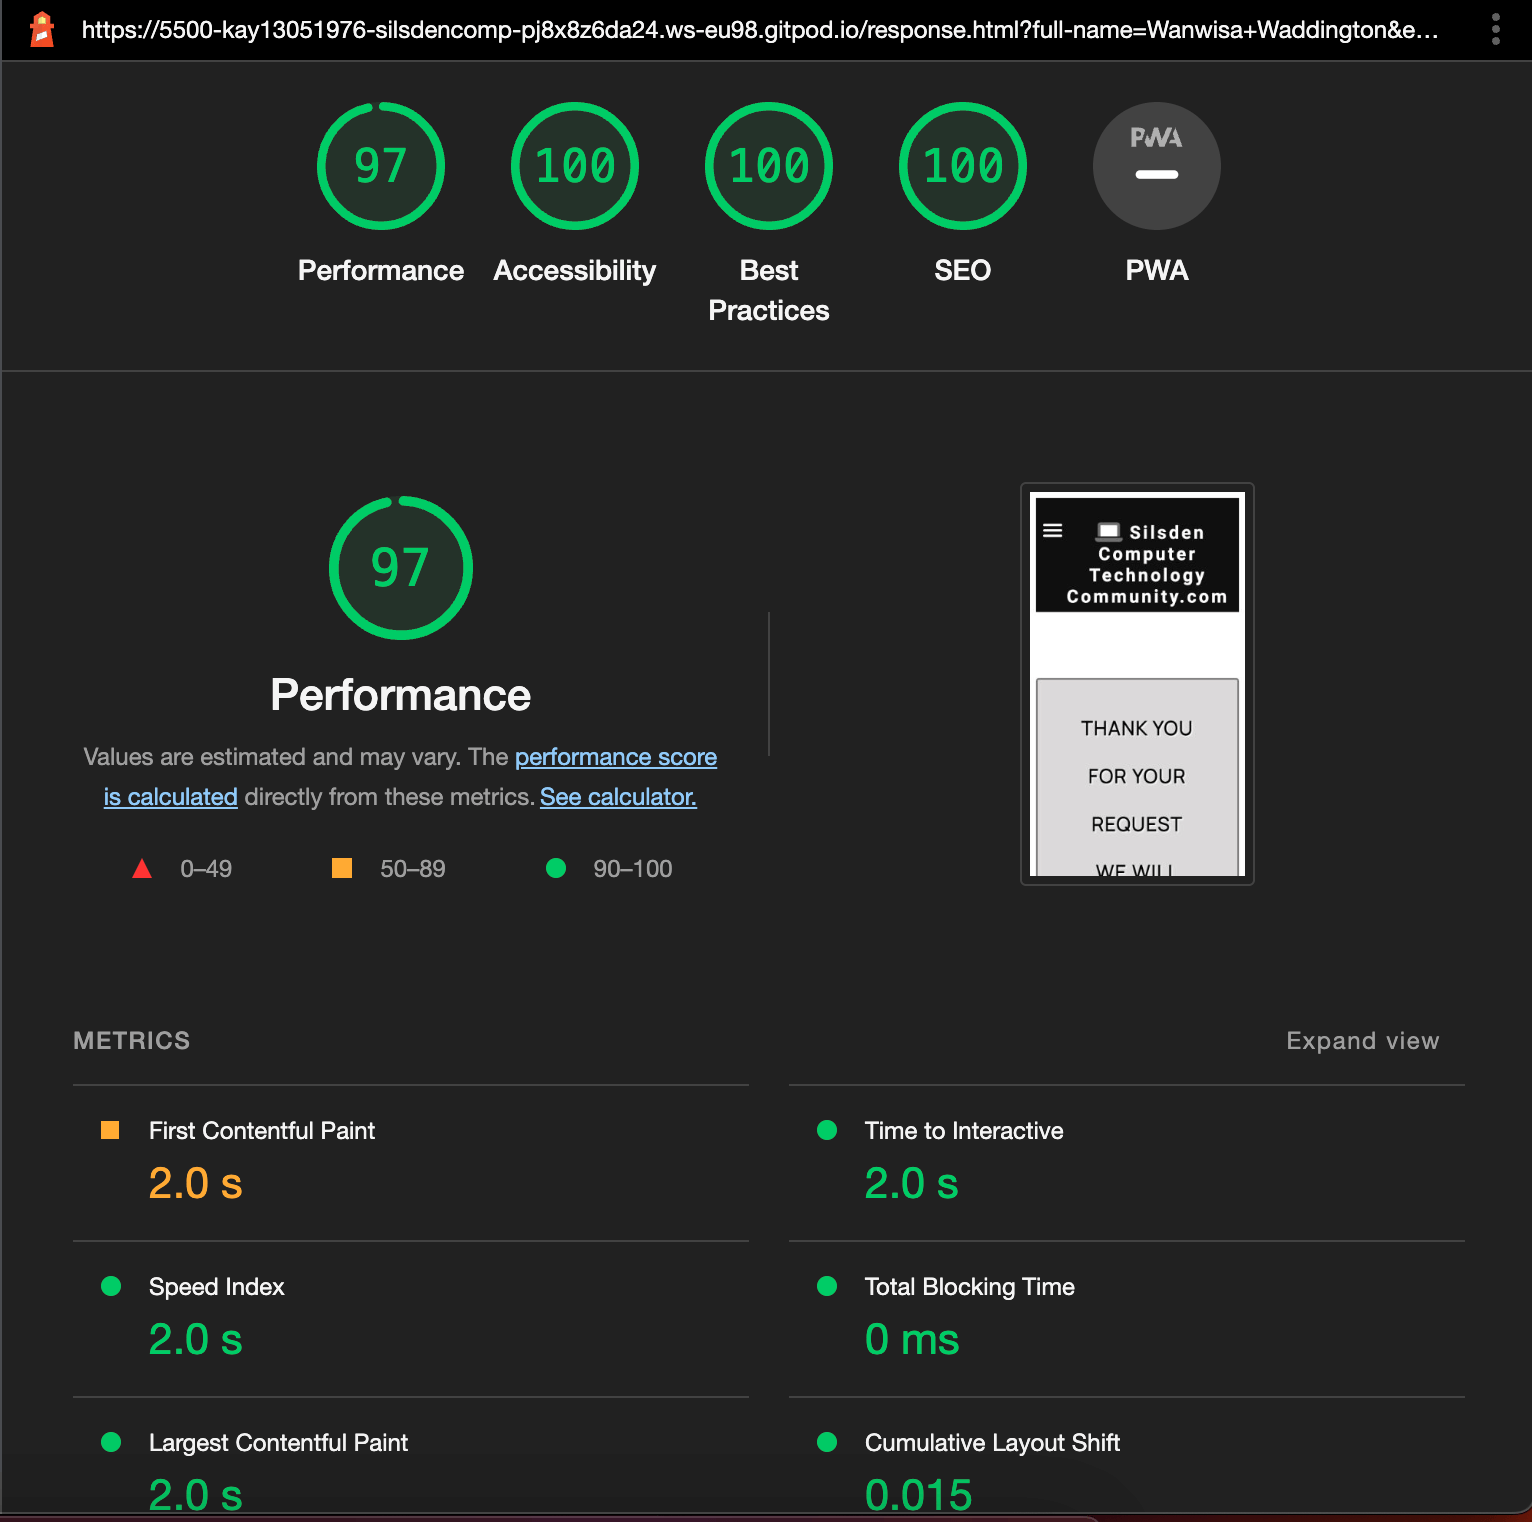 https://5500-kay13051976-silsdencomp-pj8x8z6da24.ws-eu98.gitpod.io/response.html?full-name=Wanwisa+Waddington&e...
97
100
100
100
PWA
Performance
Accessibility
Best
Practices
SEO
PWA
97
Performance
Values are estimated and may vary. The performance score
is calculated directly from these metrics. See calculator.
0–49
50–89
90–100
Silsden
Computer
Technology
Community.com
THANK YOU
FOR YOUR
REQUEST
WE WILL
METRICS
Expand view
First Contentful Paint
2.0 s
Time to Interactive
2.0 s
Speed Index
2.0 s
Total Blocking Time
0 ms
Largest Contentful Paint
2.0 s
Cumulative Layout Shift
0.015